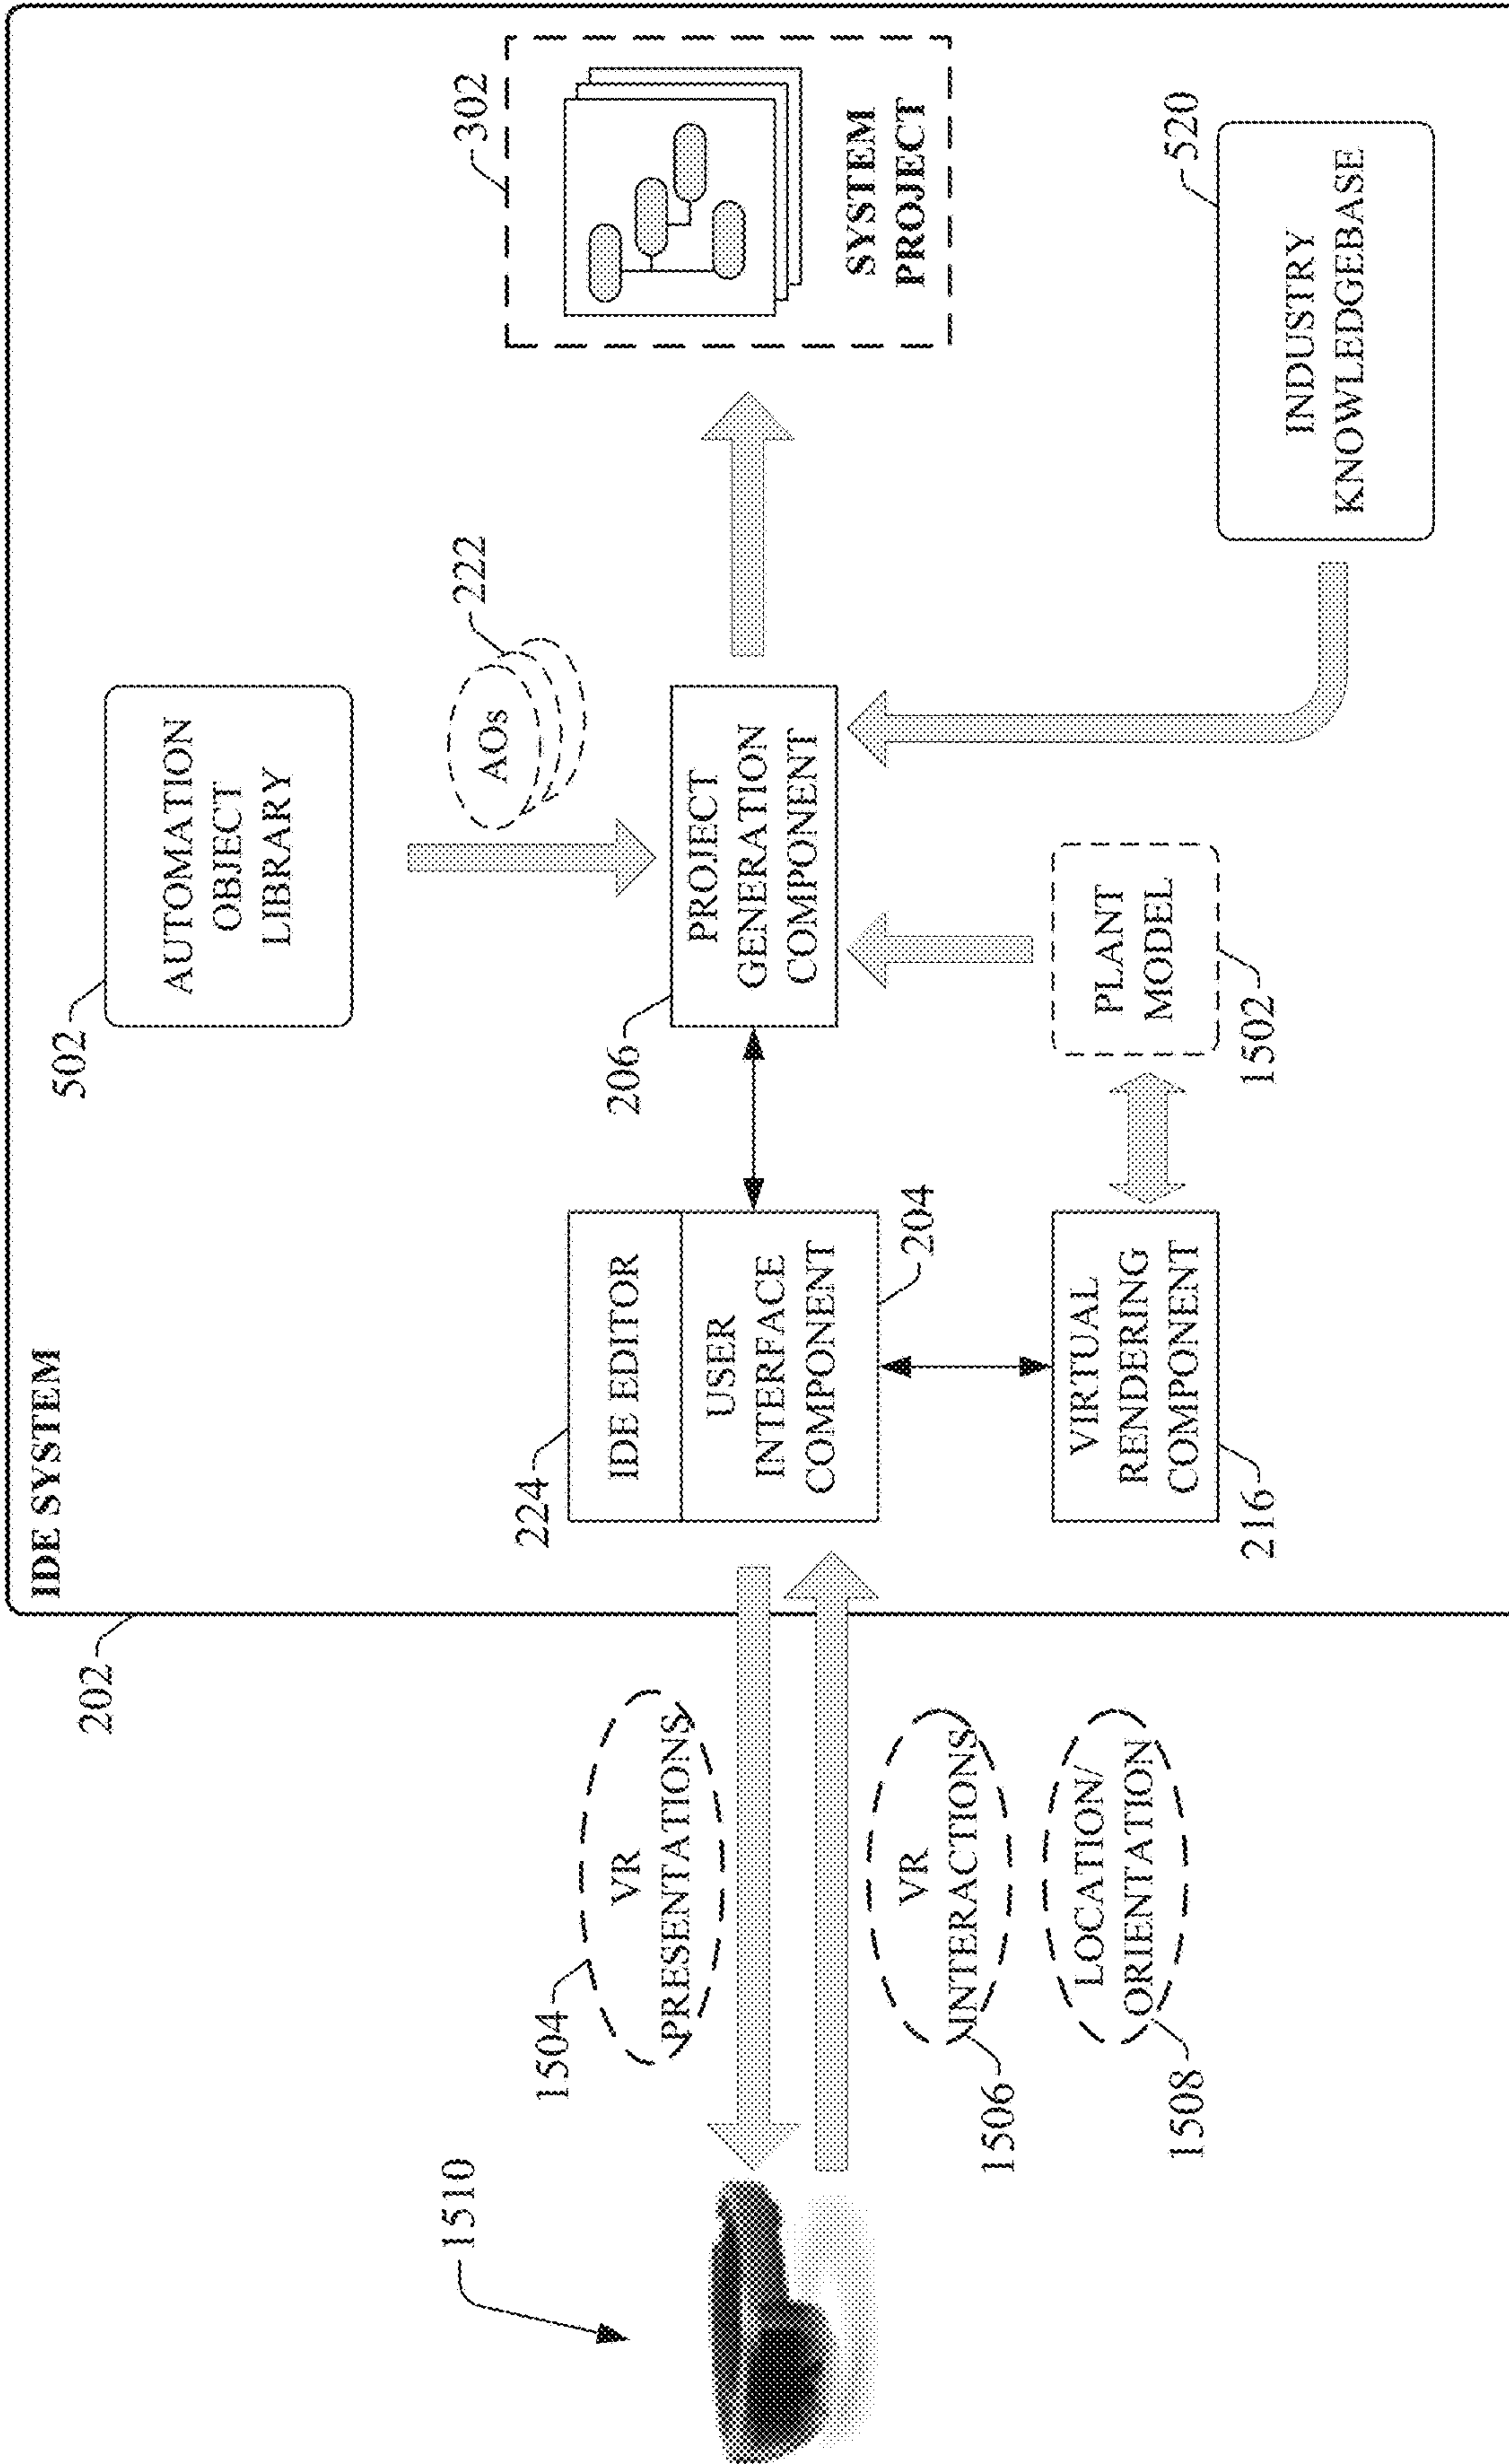 IDE SYSTEM
202
502
AUTOMATION
OBJECT
LIBRARY
302
SYSTEM
PROJECT
AOs
222
1510
1504
VR
PRESENTATIONS
224
IDE EDITOR
USER
INTERFACE
COMPONENT
204
206
PROJECT
GENERATION
COMPONENT
VR
INTERACTIONS
1506
LOCATION/
ORIENTATION
1508
VIRTUAL
RENDERING
COMPONENT
216
PLANT
MODEL
1502
520
INDUSTRY
KNOWLEDGEBASE